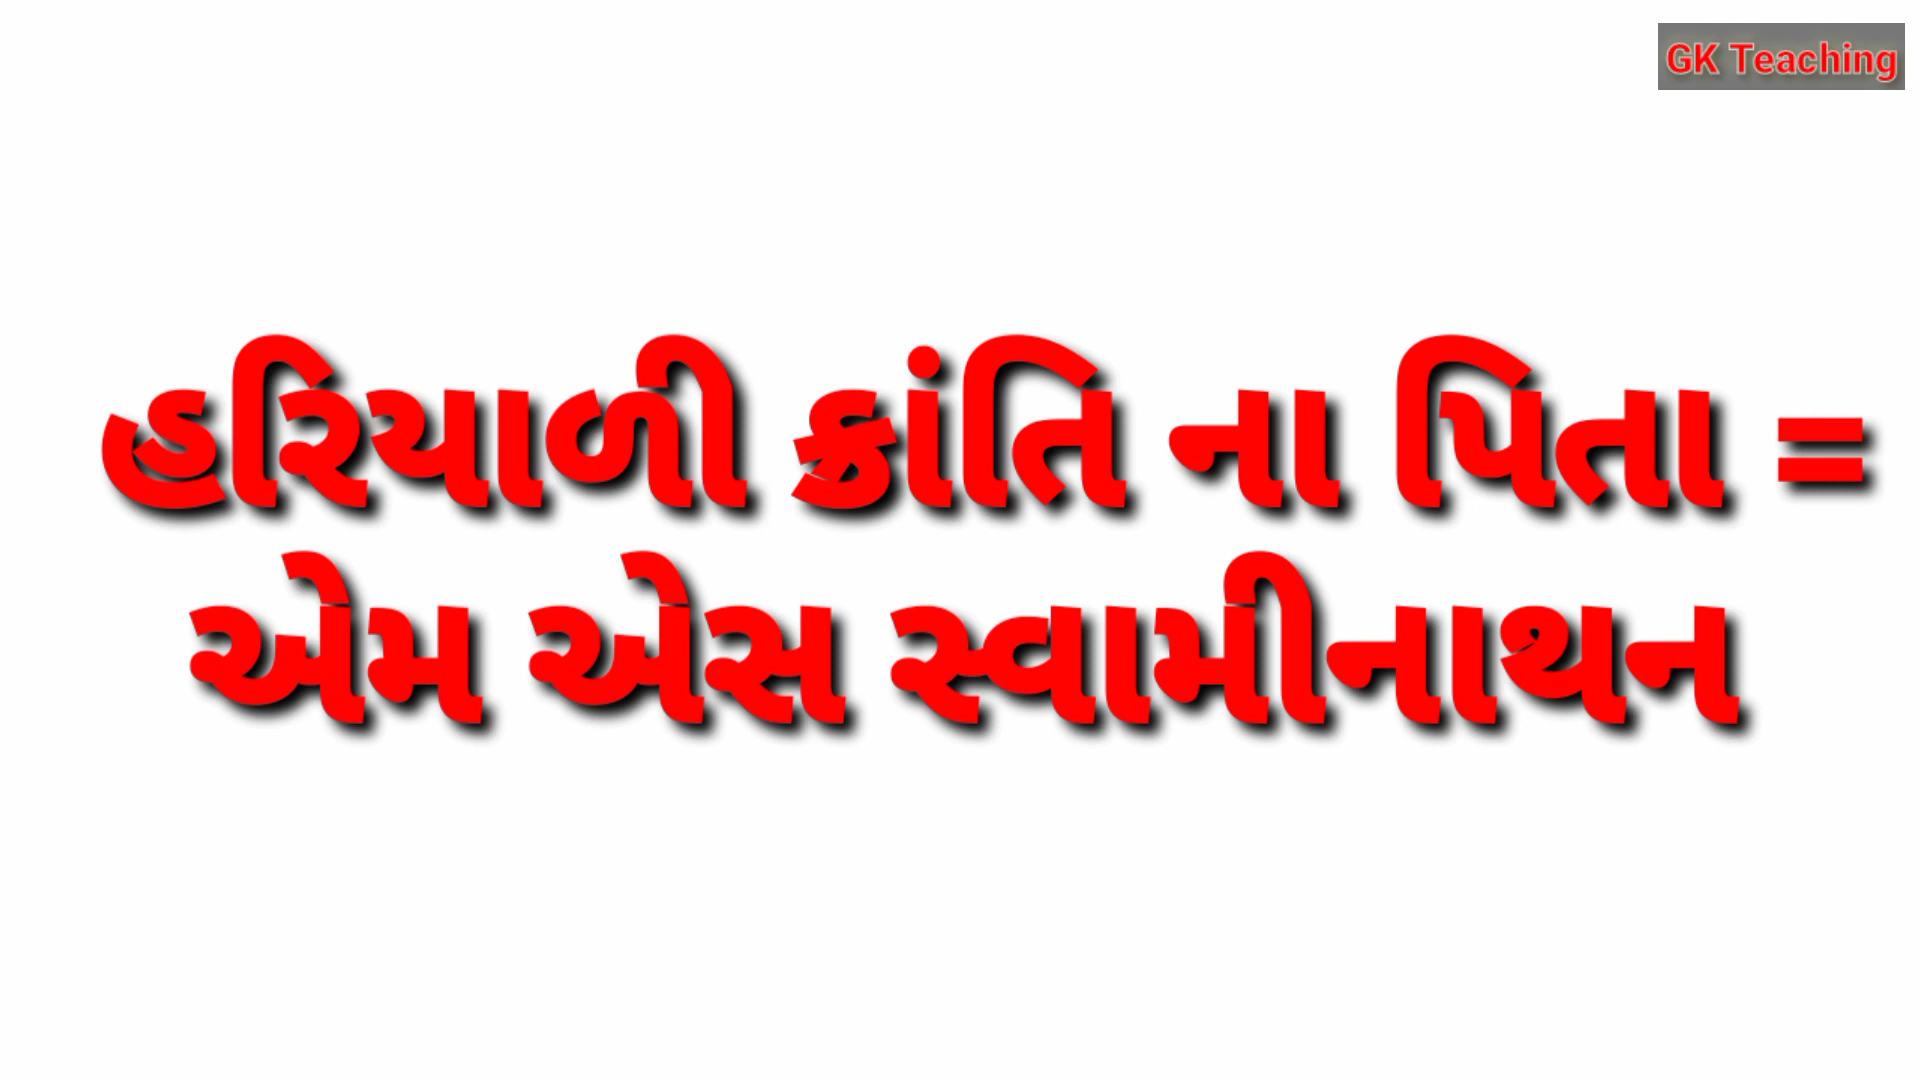 GK Teaching
હરિયાળી ક્રાંતિ ના પિતા =
એમ એસ સ્વામીનાથન